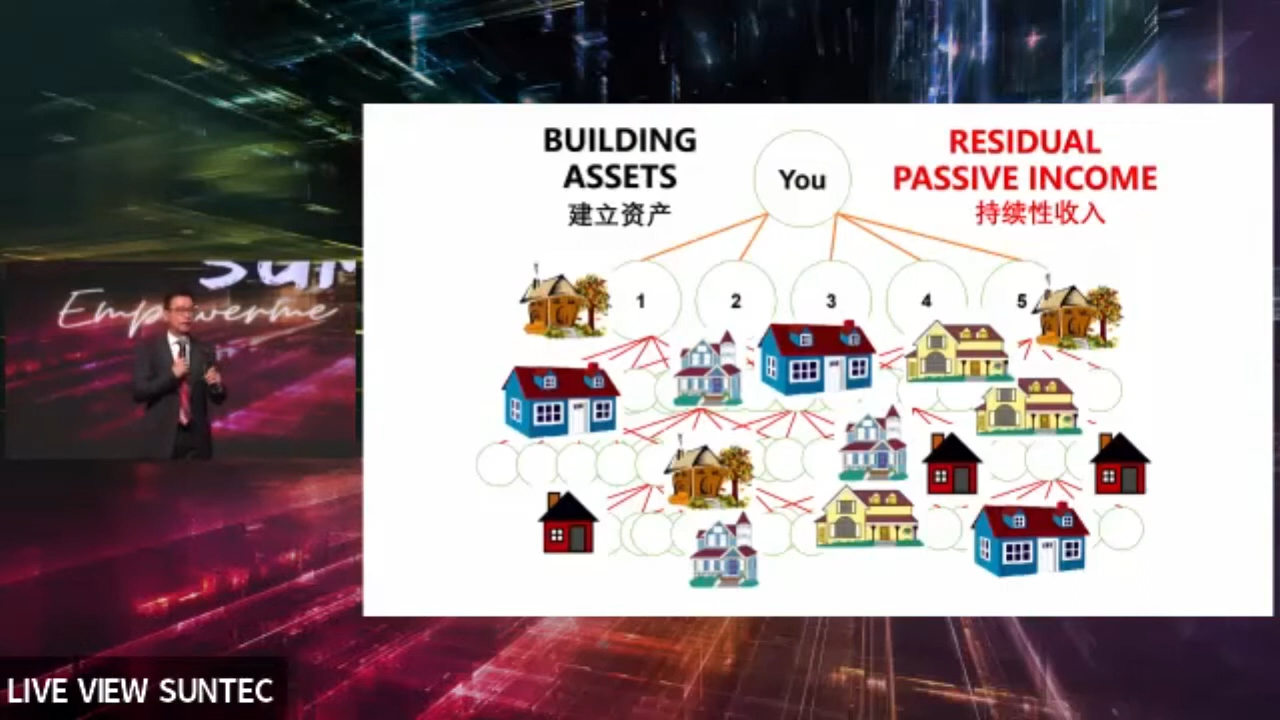 BUILDING
ASSETS
建立资产
You
RESIDUAL
PASSIVE INCOME
持续性收入
1
2
3
4
5
LIVE VIEW SUNTEC